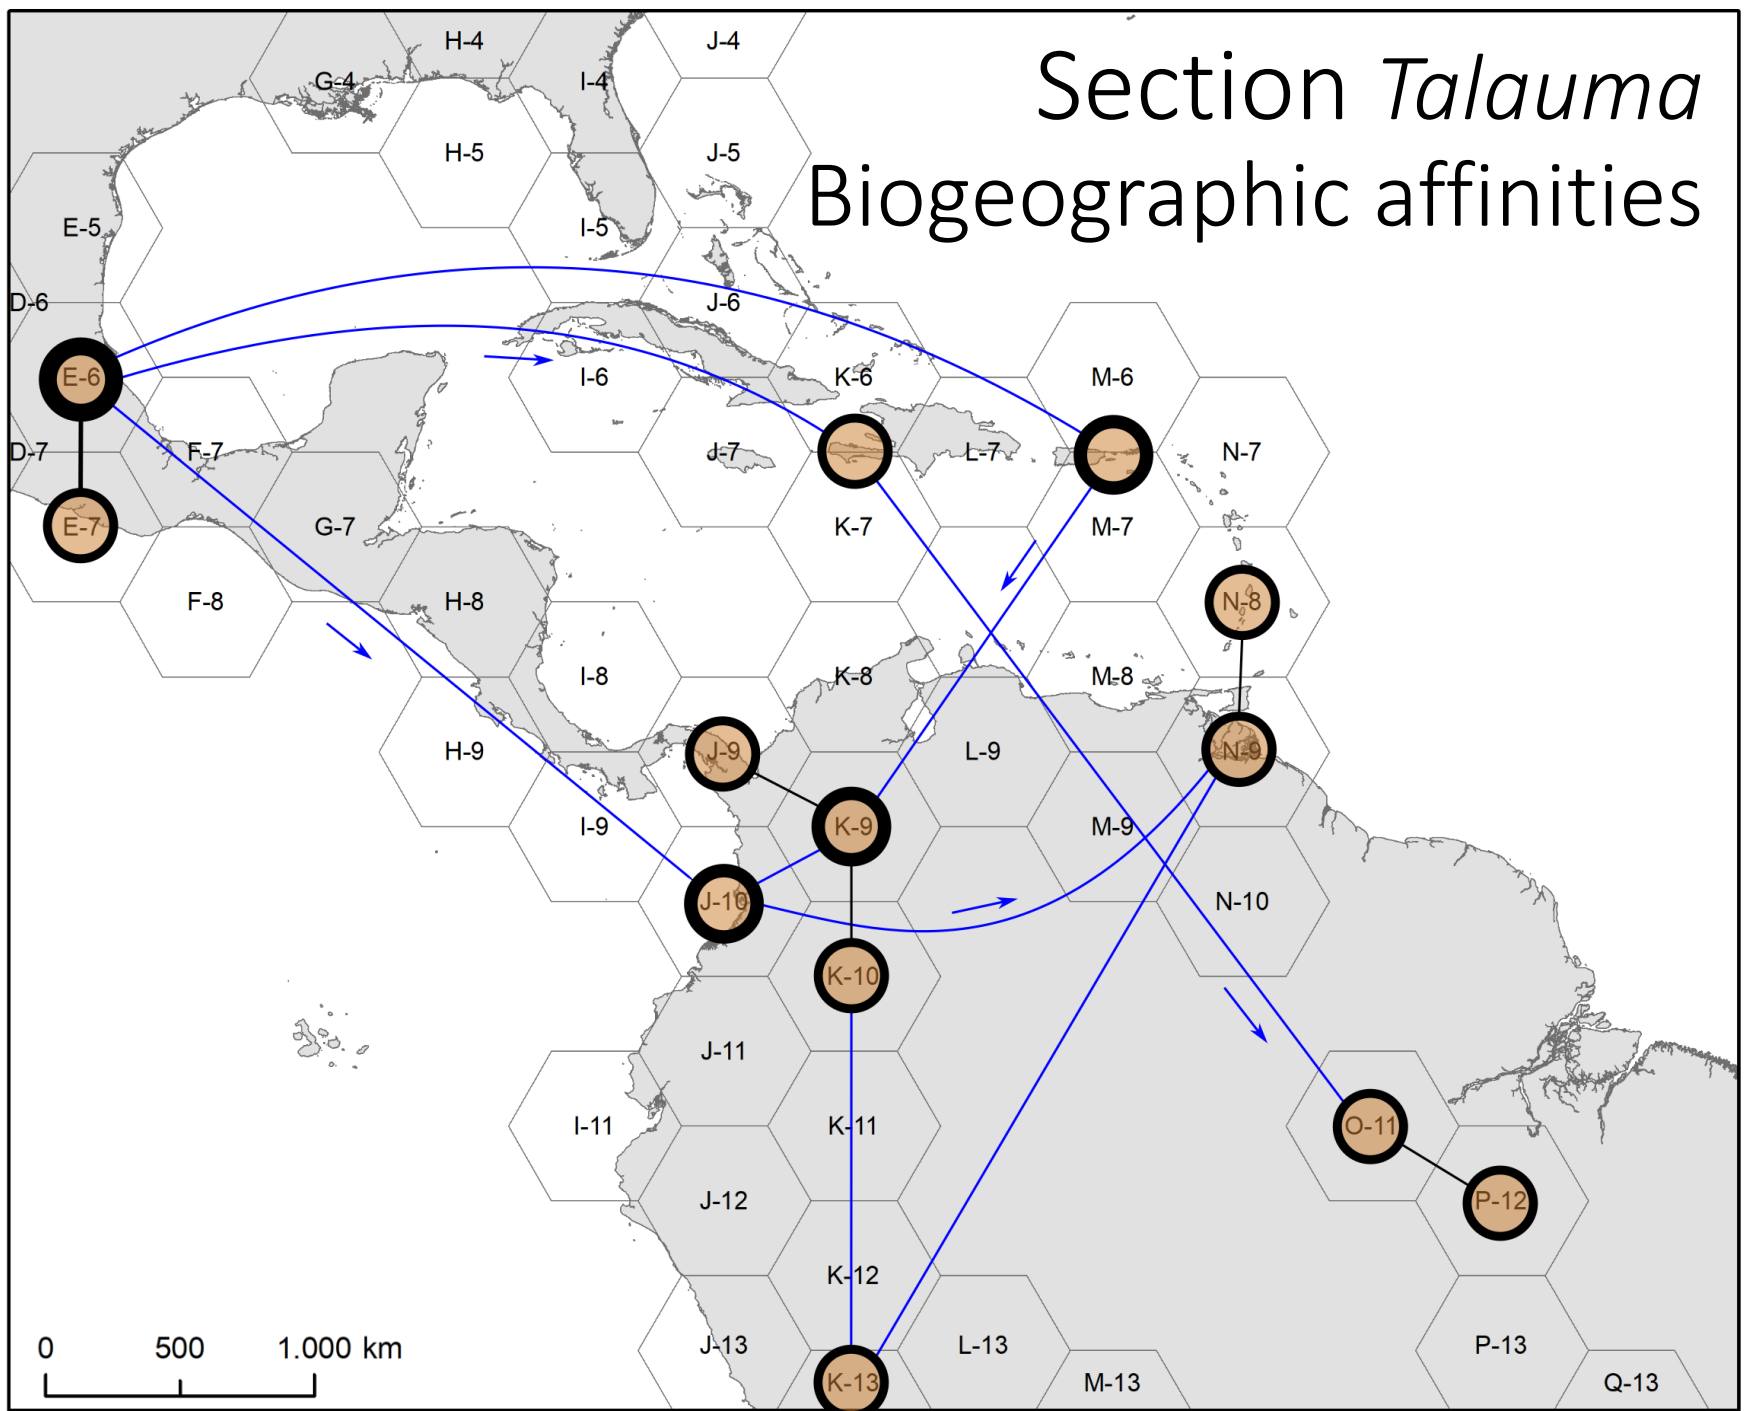 Section Talauma
Biogeographic affinities
H-4
J-4
G-4
I-4
H-5
J-5
E-5
I-5
D-6
J-6
E-6
I-6
K-6
M-6
D-7
F-7
J-7
L-7
N-7
E-7
G-7
K-7
M-7
F-8
H-8
N-8
I-8
K-8
M-8
H-9
J-9
L-9
N-9
I-9
K-9
M-9
J-10
N-10
K-10
J-11
I-11
K-11
O-11
J-12
P-12
K-12
J-13
L-13
P-13
K-13
M-13
Q-13
0 500 1.000 km